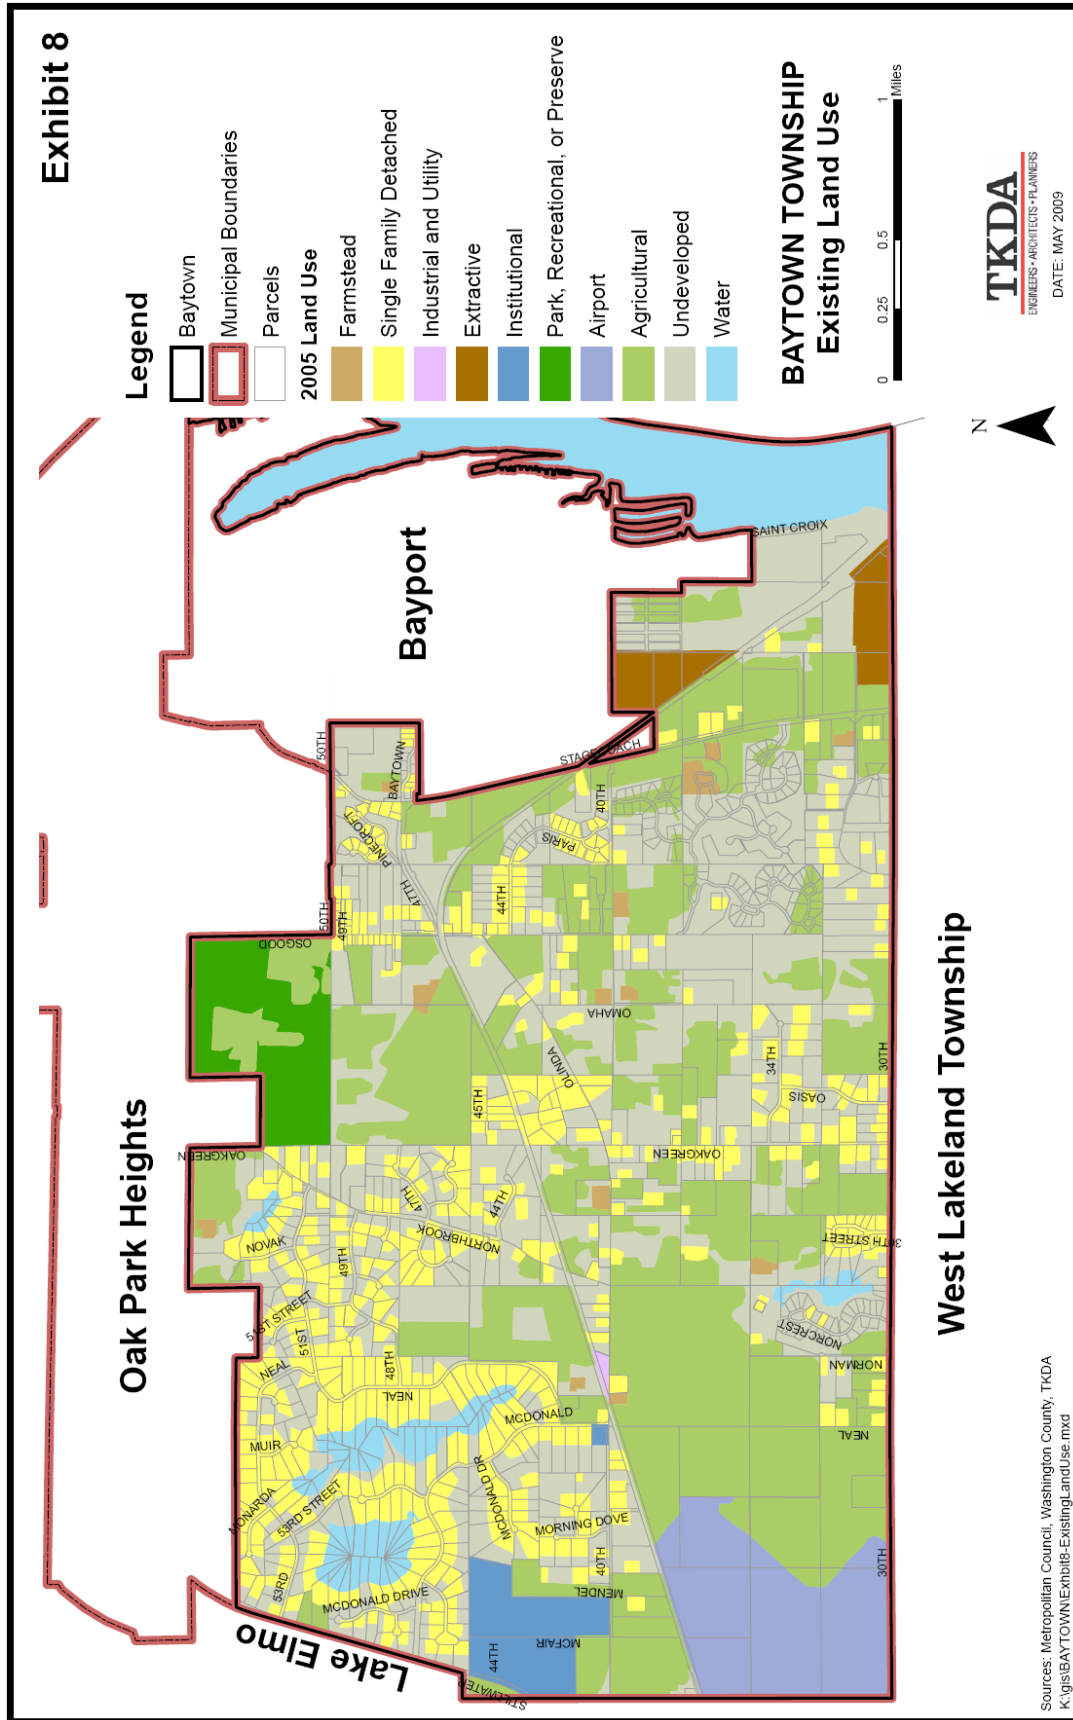 Exhibit 8
Legend
Baytown
Municipal Boundaries
Parcels
2005 Land Use
Farmstead
Single Family Detached
Industrial and Utility
Extractive
Institutional
Park, Recreational, or Preserve
Airport
Agricultural
Undeveloped
Water
BAYTOWN TOWNSHIP
Existing Land Use
0
0.25
0.5
1
Miles
N
TKDA
ENGINEERS • ARCHITECTS • PLANNERS
DATE: MAY 2009
Oak Park Heights
Bayport
Lake Elmo
West Lakeland Township
50TH
BAYTOWN
PINECROFT
47TH
50TH
49TH
OSGOOD
STAGECOACH
40TH
PARIS
44TH
SAINT CROIX
OMAHA
OLINDA
45TH
34TH
OASIS
30TH
OAKGREEN
OAKGREEN
NOVAK
47TH
44TH
NORTHBROOK
49TH
51ST STREET
51ST
NEAL
48TH
NEAL
MUIR
MONARDA
53RD STREET
53RD
MCDONALD DRIVE
MCDONALD
MCDONALD DR
MORNING DOVE
40TH
MENDEL
MCFAIR
44TH
STILLWATER
30TH STREET
NORCREST
NORMAN
NEAL
30TH
Sources: Metropolitan Council, Washington County, TKDA
K:\gis\BAYTOWN\Exhbit8-ExistingLandUse.mxd